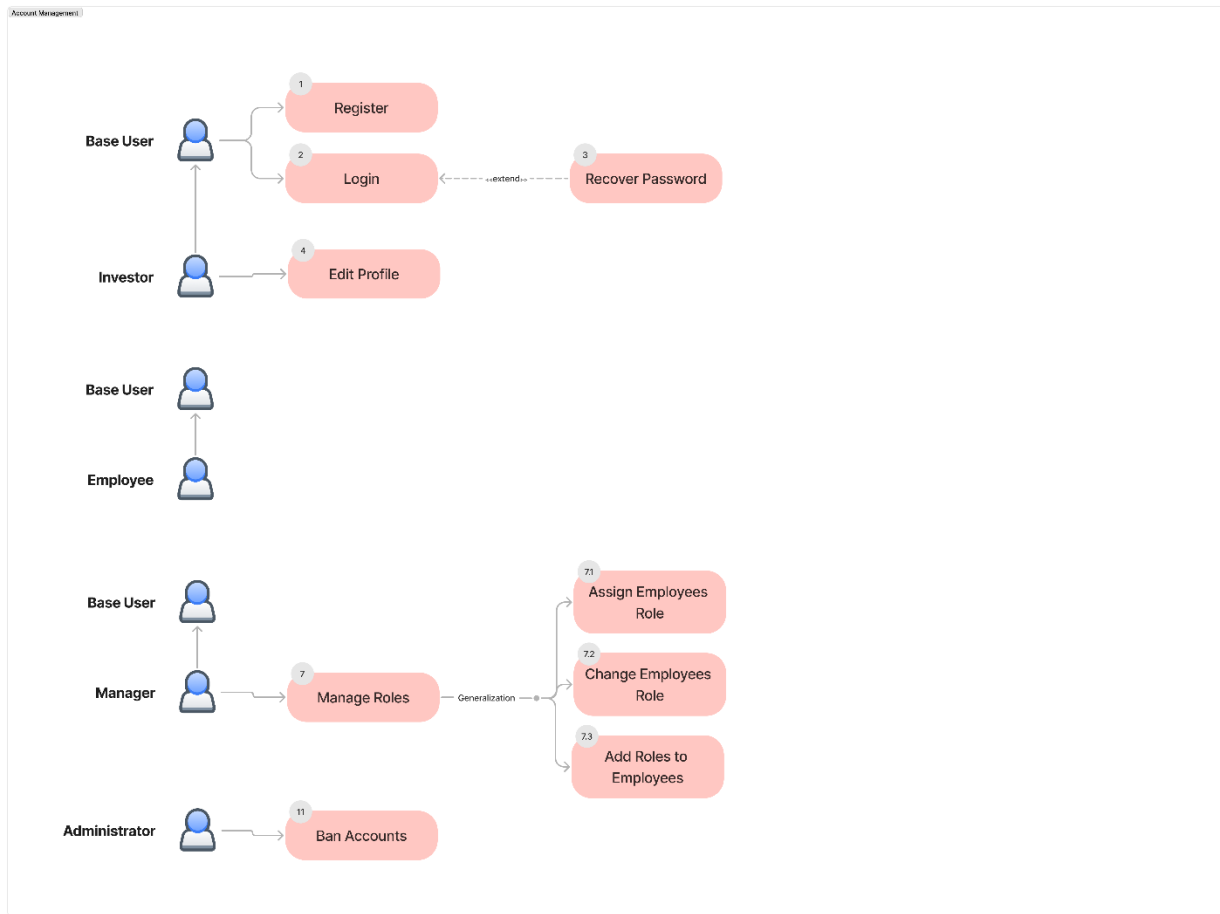 Account Management
1
Register
Base User
2
Login
<<extend>>
3
Recover Password
4
Investor
Edit Profile
Base User
Employee
Base User
7.1
Assign Employees
Role
7.2
Change Employees
Role
Manager
7
Manage Roles
Generalization
7.3
Add Roles to
Employees
11
Administrator
Ban Accounts